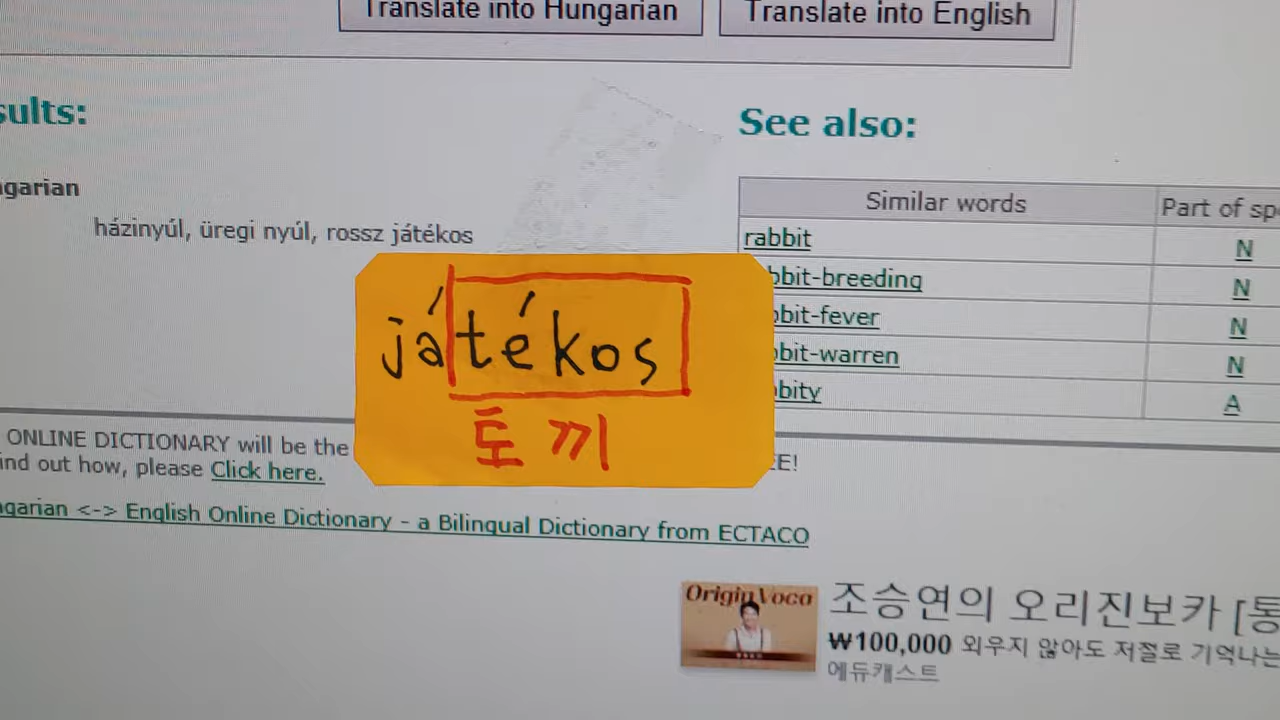 Translate into Hungarian
Translate into English
sults:
See also:
garian
házinyúl, üregi nyúl, rossz játékos
Similar words
Part of sp
rabbit
N
bbit-breeding
N
bbit-fever
N
bbit-warren
N
bity
A
játékos
토끼
ONLINE DICTIONARY will be the
EE!
ind out how, please Click here.
garian <-> English Online Dictionary - a Bilingual Dictionary from ECTACO
Origin Voca
조승연의 오리진보카 [통
₩100,000 외우지 않아도 저절로 기억나는
에듀캐스트